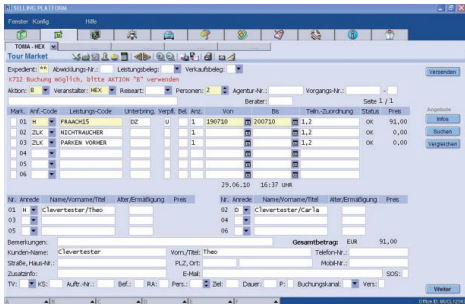 SELLING PLATFORM
Fenster Konfig. Hilfe
TOMA - HEX
Tour Market
Expedient: ^^ Abwicklungs-Nr.: Leistungsbeleg: Verkaufsbeleg: Versenden
k712 Buchung möglich, bitte AKTION "B" verwenden
Aktion: B Veranstalter: HEX Reiseart: Personen: 2 Agentur-Nr.: Vorgangs-Nr.: -
Berater: Seite 1 / 1
Mark. Anf.-Code Leistungs-Code Unterbring. Verpfl. Bel. Anz. Von Bis Teiln.-Zuordnung Status Preis Angebote
01 H FRAACH15 DZ U 1 190710 200710 1,2 OK 91,00 Infos
02 ZLK NICHTRAUCHER 1 1,2 OK 0,00 Suchen
03 ZLK PARKEN VORHER 1 1,2 OK 0,00 Vergleichen
04
05
06
29.06.10 16:37 UHR
Nr. Anrede Name/Vorname/Titel Alter/Ermäßigung Preis Nr. Anrede Name/Vorname/Titel Alter/Ermäßigung Preis
01 H Clevertester/Theo 02 D Clevertester/Carla
03 04
05 06
Bemerkungen: Gesamtbetrag: EUR 91,00
Kunden-Name: Clevertester Vorn./Titel: Theo Telefon-Nr.:
Straße, Haus-Nr.: PLZ, Ort: Mobil-Nr.:
Zusatzinfo: E-Mail: SOS:
TV: KS: Auftr.-Nr.: Bef.: RA: Pers.: Ziel: Dauer: P: Buchungskanal: Vers:
Weiter